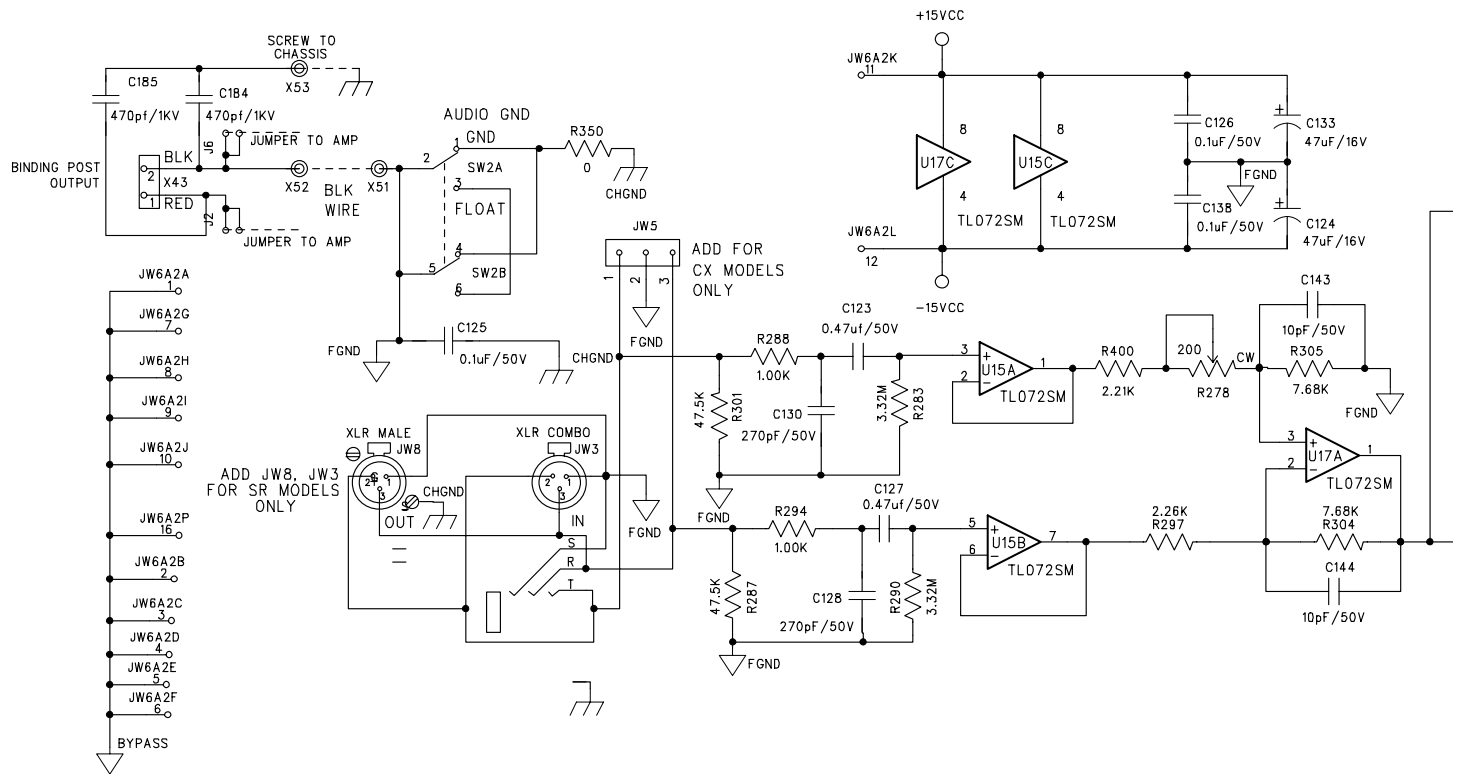 +15VCC
JW6A2K
11
SCREW TO
CHASSIS
X53
C185
470pf/1KV
C184
470pf/1KV
J6
JUMPER TO AMP
BINDING POST
OUTPUT
BLK
2
X43
1
RED
J2
JUMPER TO AMP
X52
BLK
WIRE
X51
AUDIO GND
GND
1
2
SW2A
3
FLOAT
4
5
SW2B
6
R350
0
CHGND
8
U17C
4
TL072SM
8
U15C
4
TL072SM
C126
0.1uF/50V
C133
47uF/16V
FGND
C138
0.1uF/50V
C124
47uF/16V
JW6A2L
12
-15VCC
JW5
1
2
3
ADD FOR
CX MODELS
ONLY
FGND
CHGND
C125
0.1uF/50V
FGND
JW6A2A
1
JW6A2G
7
JW6A2H
8
JW6A2I
9
JW6A2J
10
JW6A2P
16
JW6A2B
2
JW6A2C
3
JW6A2D
4
JW6A2E
5
JW6A2F
6
BYPASS
R288
1.00K
C123
0.47uf/50V
47.5K
R301
C130
270pF/50V
3.32M
R283
FGND
3
+
2
-
U15A
1
TL072SM
R400
2.21K
200
CW
R278
C143
10pF/50V
R305
7.68K
FGND
3
+
2
-
U17A
1
TL072SM
XLR MALE
JW8
2
1
3
ADD JW8, JW3
FOR SR MODELS
ONLY
CHGND
OUT
XLR COMBO
JW3
2
1
3
IN
S
R
T
FGND
R294
1.00K
C127
0.47uf/50V
47.5K
R287
C128
270pF/50V
R290
3.32M
FGND
5
+
6
-
U15B
7
TL072SM
2.26K
R297
7.68K
R304
C144
10pF/50V